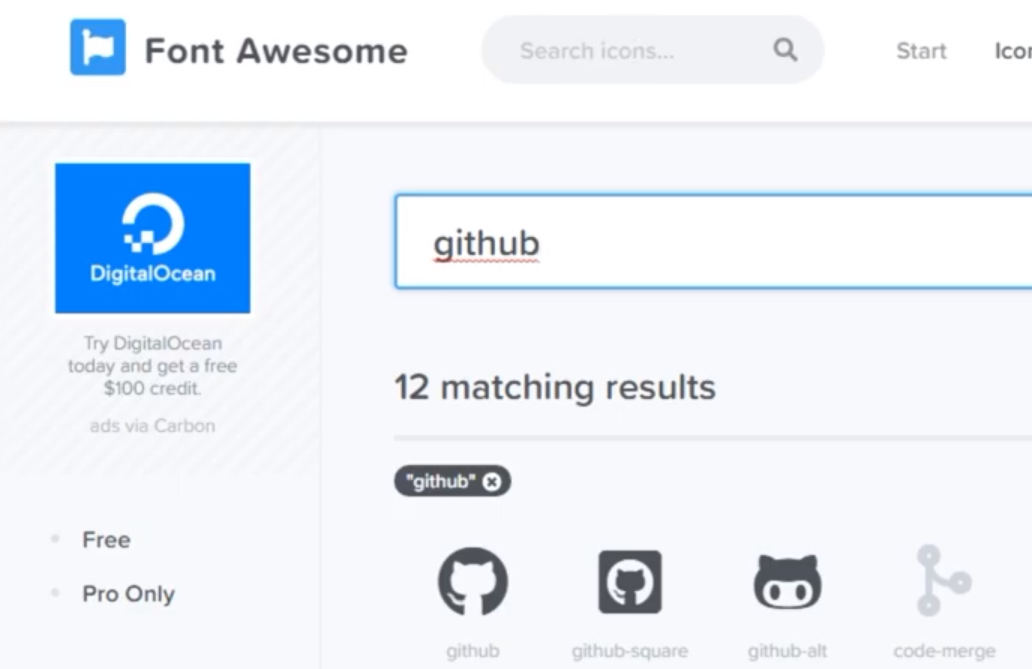 Font Awesome
Search icons...
Start
DigitalOcean
Try DigitalOcean
today and get a free
$100 credit.
ads via Carbon
Free
Pro Only
github
12 matching results
"github"
github
github-square
github-alt
code-merge